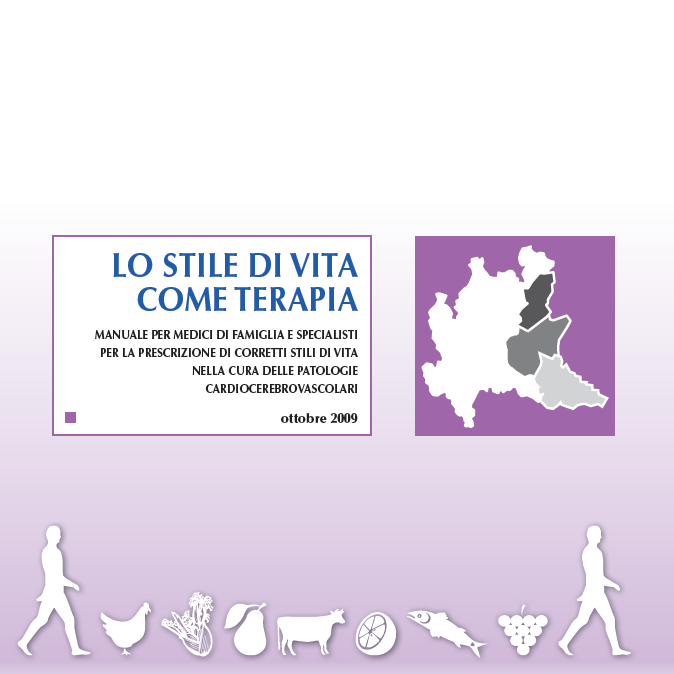 LO STILE DI VITA
COME TERAPIA
MANUALE PER MEDICI DI FAMIGLIA E SPECIALISTI
PER LA PRESCRIZIONE DI CORRETTI STILI DI VITA
NELLA CURA DELLE PATOLOGIE
CARDIOCEREBROVASCOLARI
ottobre 2009